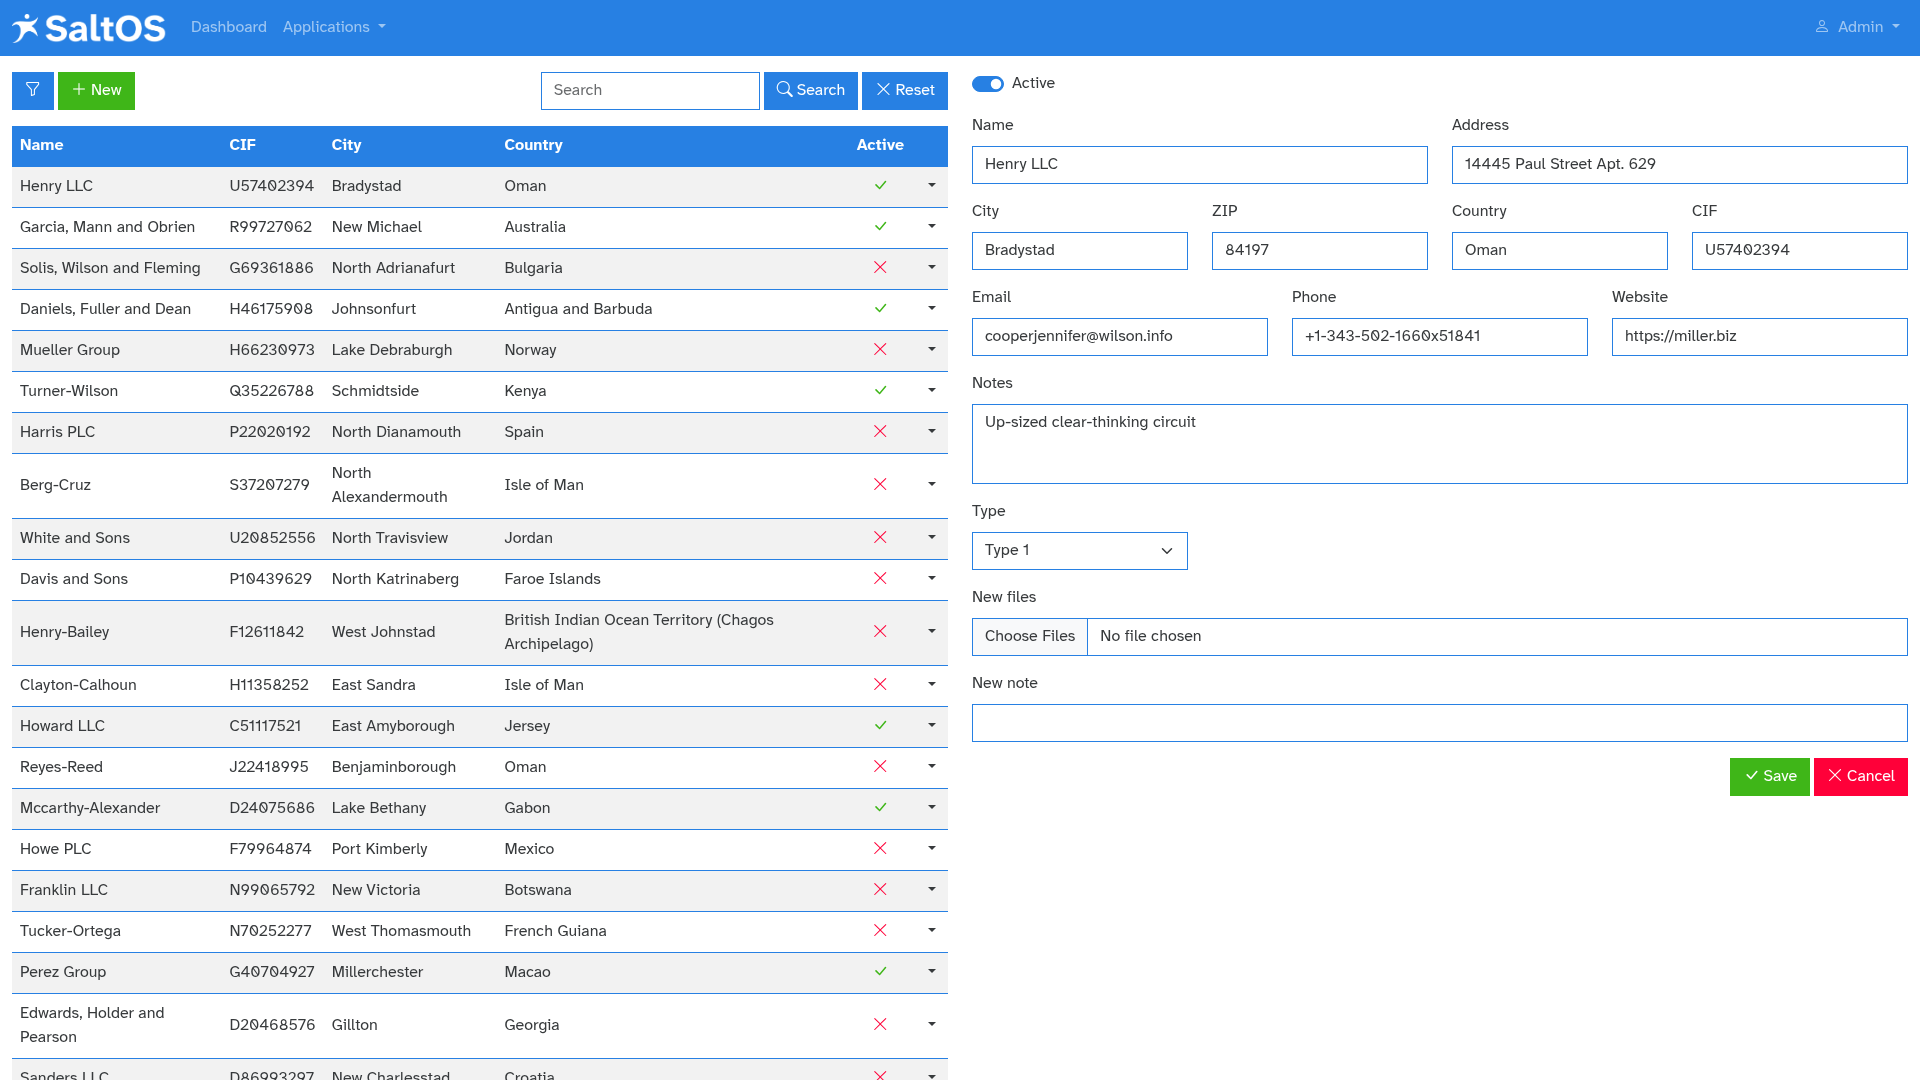 SaltOS
Dashboard
Applications
Admin
New
Search
Search
Reset
Name CIF City Country Active
Henry LLC U57402394 Bradystad Oman
Garcia, Mann and Obrien R99727062 New Michael Australia
Solis, Wilson and Fleming G69361886 North Adrianafurt Bulgaria
Daniels, Fuller and Dean H46175908 Johnsonfurt Antigua and Barbuda
Mueller Group H66230973 Lake Debraburgh Norway
Turner-Wilson Q35226788 Schmidtside Kenya
Harris PLC P22020192 North Dianamouth Spain
Berg-Cruz S37207279 North
Alexandermouth Isle of Man
White and Sons U20852556 North Travisview Jordan
Davis and Sons P10439629 North Katrinaberg Faroe Islands
Henry-Bailey F12611842 West Johnstad British Indian Ocean Territory (Chagos
Archipelago)
Clayton-Calhoun H11358252 East Sandra Isle of Man
Howard LLC C51117521 East Amyborough Jersey
Reyes-Reed J22418995 Benjaminborough Oman
Mccarthy-Alexander D24075686 Lake Bethany Gabon
Howe PLC F79964874 Port Kimberly Mexico
Franklin LLC N99065792 New Victoria Botswana
Tucker-Ortega N70252277 West Thomasmouth French Guiana
Perez Group G40704927 Millerchester Macao
Edwards, Holder and
Pearson D20468576 Gillton Georgia
Sanders LLC D86993297 New Charlesstad Croatia
Active
Name Address
Henry LLC 14445 Paul Street Apt. 629
City ZIP Country CIF
Bradystad 84197 Oman U57402394
Email Phone Website
cooperjennifer@wilson.info +1-343-502-1660x51841 https://miller.biz
Notes
Up-sized clear-thinking circuit
Type
Type 1
New files
Choose Files No file chosen
New note
Save Cancel